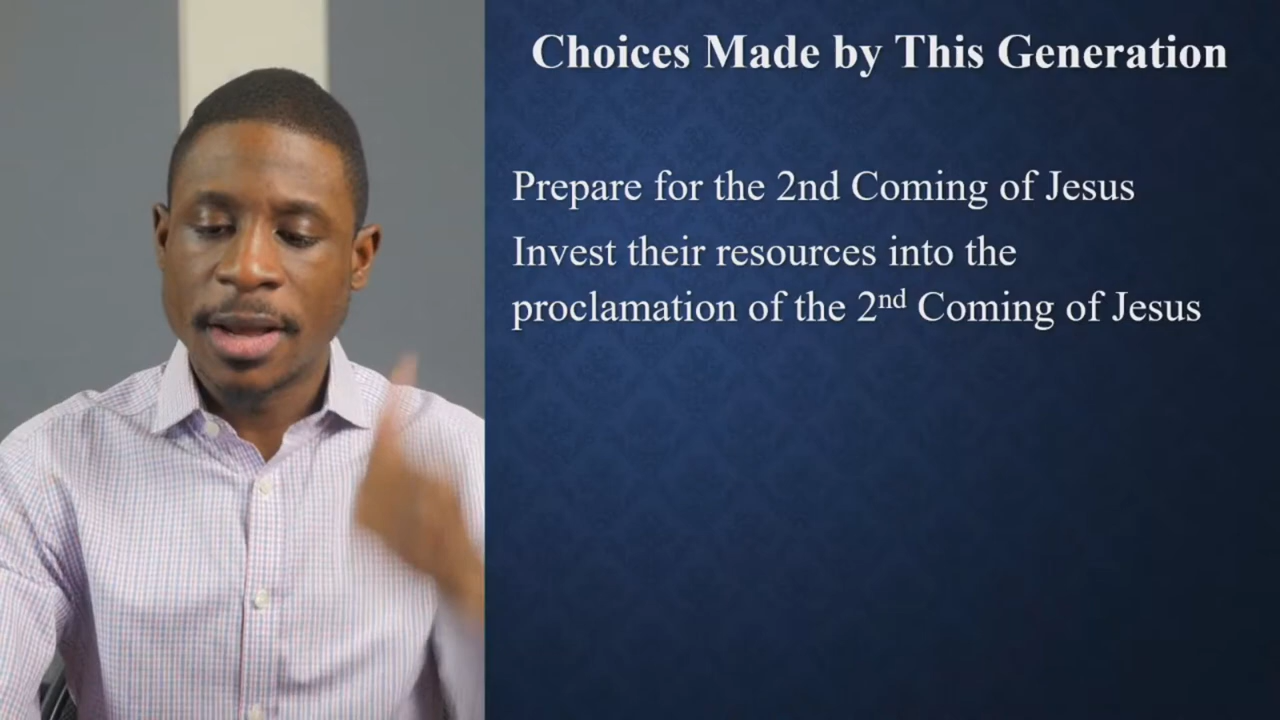 Choices Made by This Generation
Prepare for the 2nd Coming of Jesus
Invest their resources into the
proclamation of the 2nd Coming of Jesus